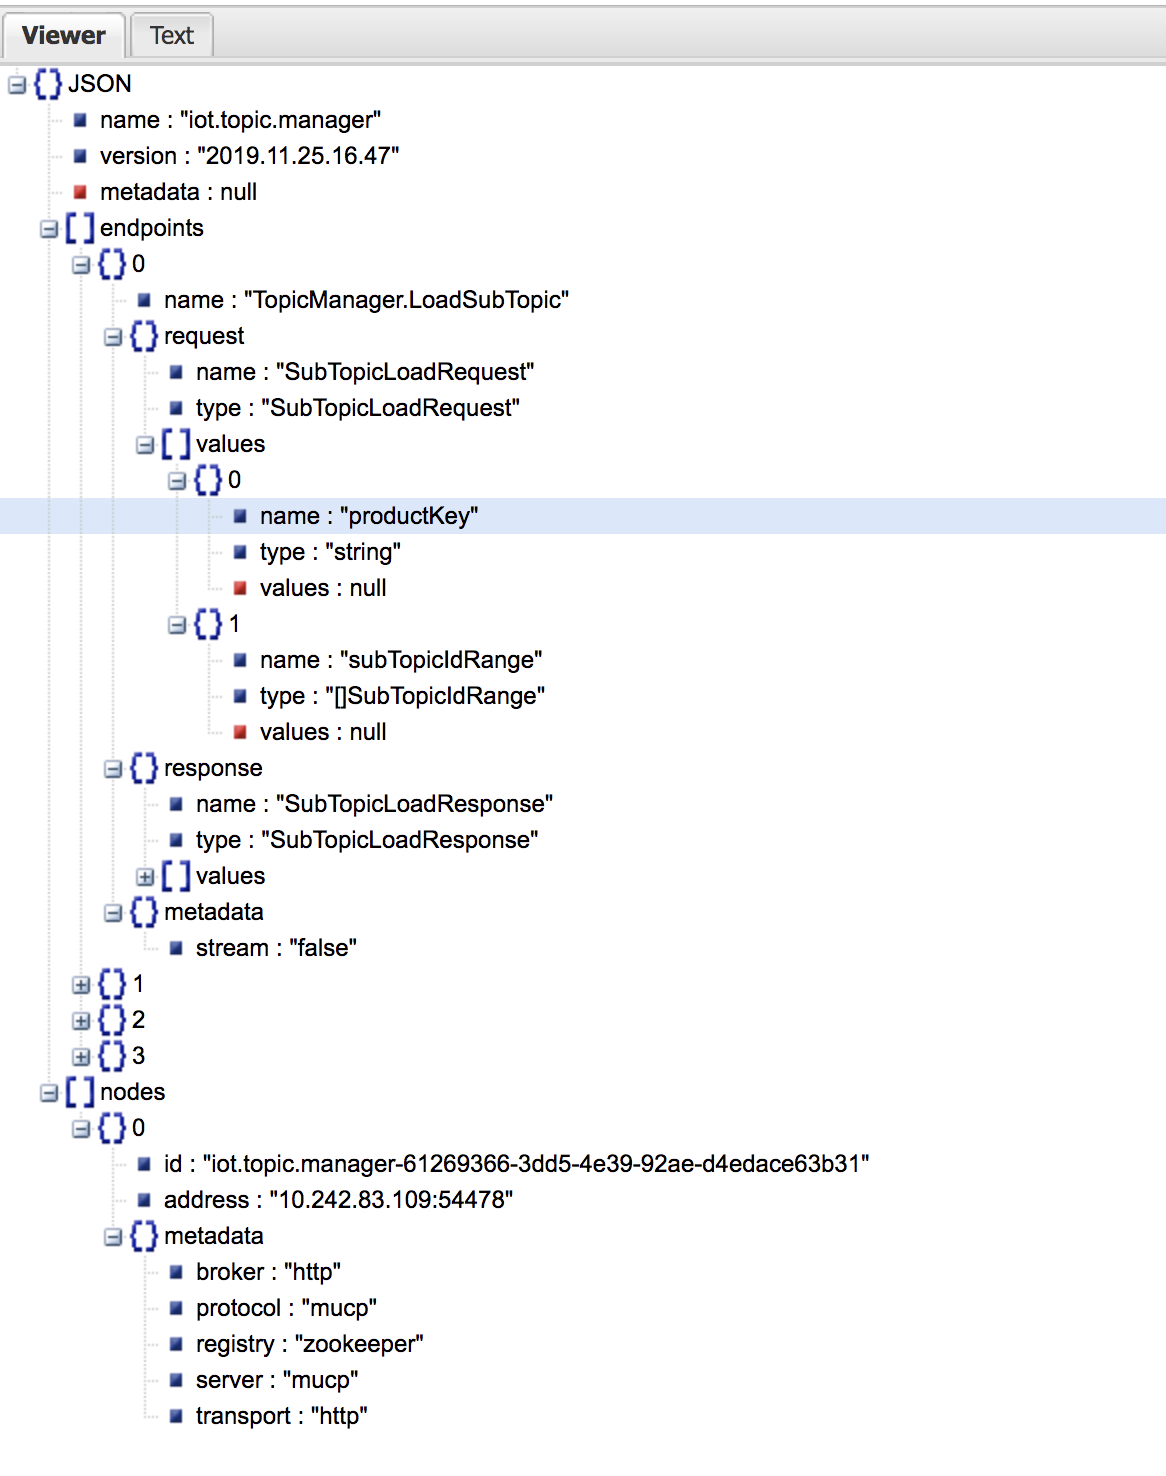 Viewer Text
JSON
name : "iot.topic.manager"
version : "2019.11.25.16.47"
metadata : null
endpoints
0
name : "TopicManager.LoadSubTopic"
request
name : "SubTopicLoadRequest"
type : "SubTopicLoadRequest"
values
0
name : "productKey"
type : "string"
values : null
1
name : "subTopicIdRange"
type : "[]SubTopicIdRange"
values : null
response
name : "SubTopicLoadResponse"
type : "SubTopicLoadResponse"
values
metadata
stream : "false"
1
2
3
nodes
0
id : "iot.topic.manager-61269366-3dd5-4e39-92ae-d4edace63b31"
address : "10.242.83.109:54478"
metadata
broker : "http"
protocol : "mucp"
registry : "zookeeper"
server : "mucp"
transport : "http"